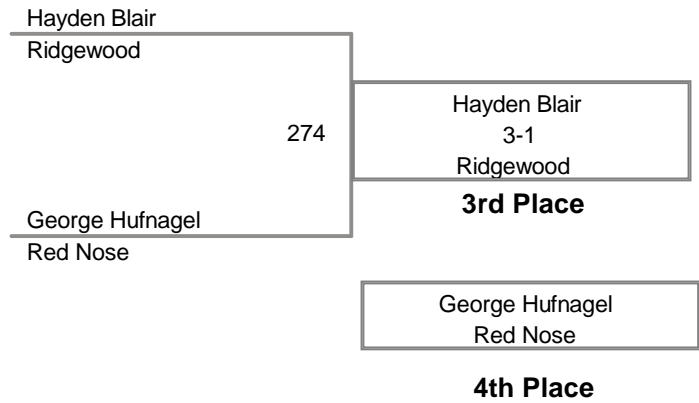 Hayden Blair
Ridgewood
274
Hayden Blair
3-1
Ridgewood
3rd Place
George Hufnagel
Red Nose
George Hufnagel
Red Nose
4th Place